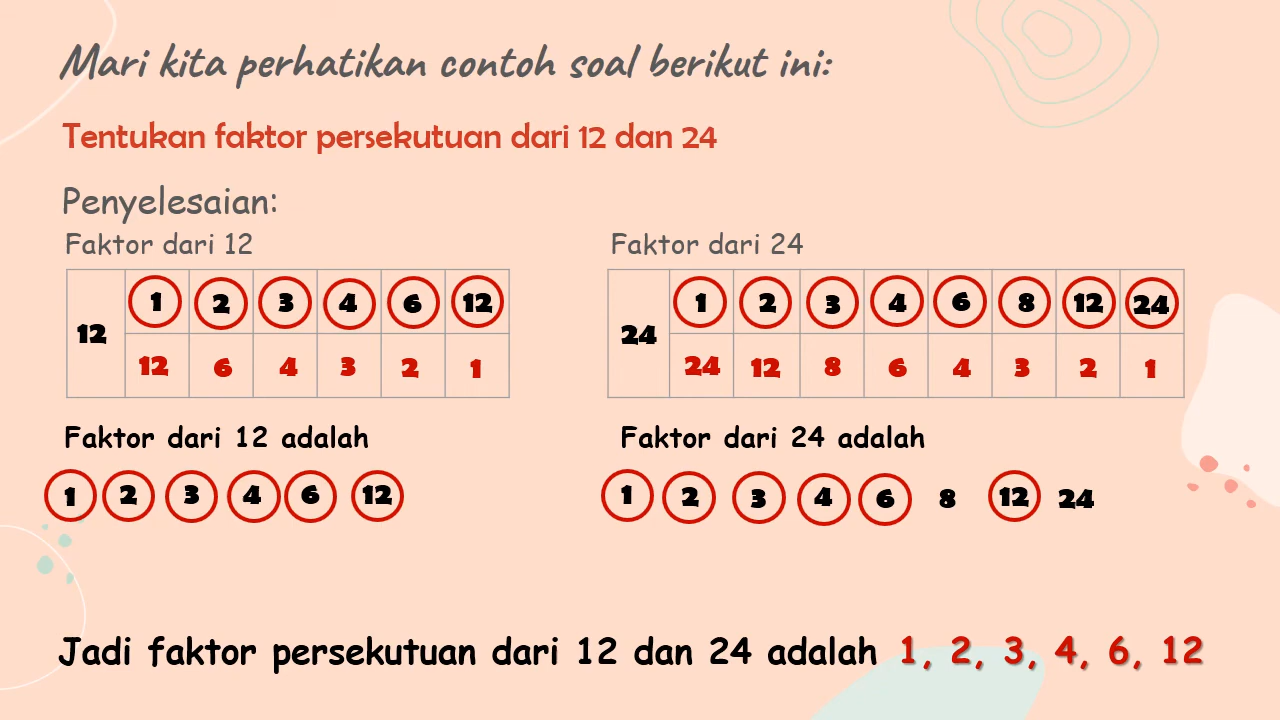 Mari kita perhatikan contoh soal berikut ini:
Tentukan faktor persekutuan dari 12 dan 24
Penyelesaian:
Faktor dari 12
12
1 2 3 4 6 12
12 6 4 3 2 1
Faktor dari 12 adalah
1 2 3 4 6 12
Faktor dari 24
24
1 2 3 4 6 8 12 24
24 12 8 6 4 3 2 1
Faktor dari 24 adalah
1 2 3 4 6 8 12 24
Jadi faktor persekutuan dari 12 dan 24 adalah 1, 2, 3, 4, 6, 12